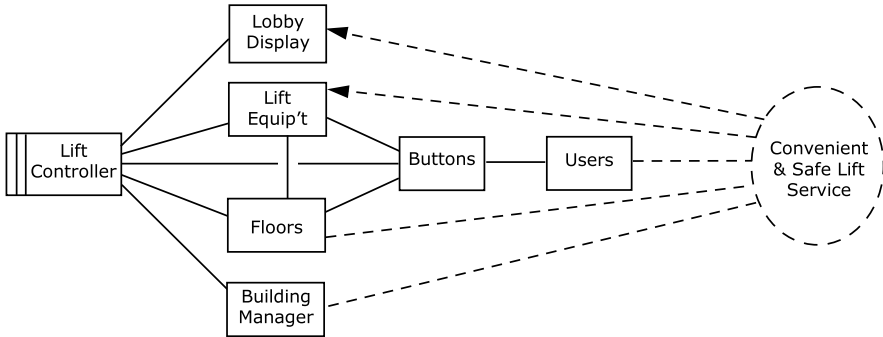 Lobby
Display
Lift
Equip't
Lift
Controller
Buttons
Users
Convenient
& Safe Lift
Service
Floors
Building
Manager